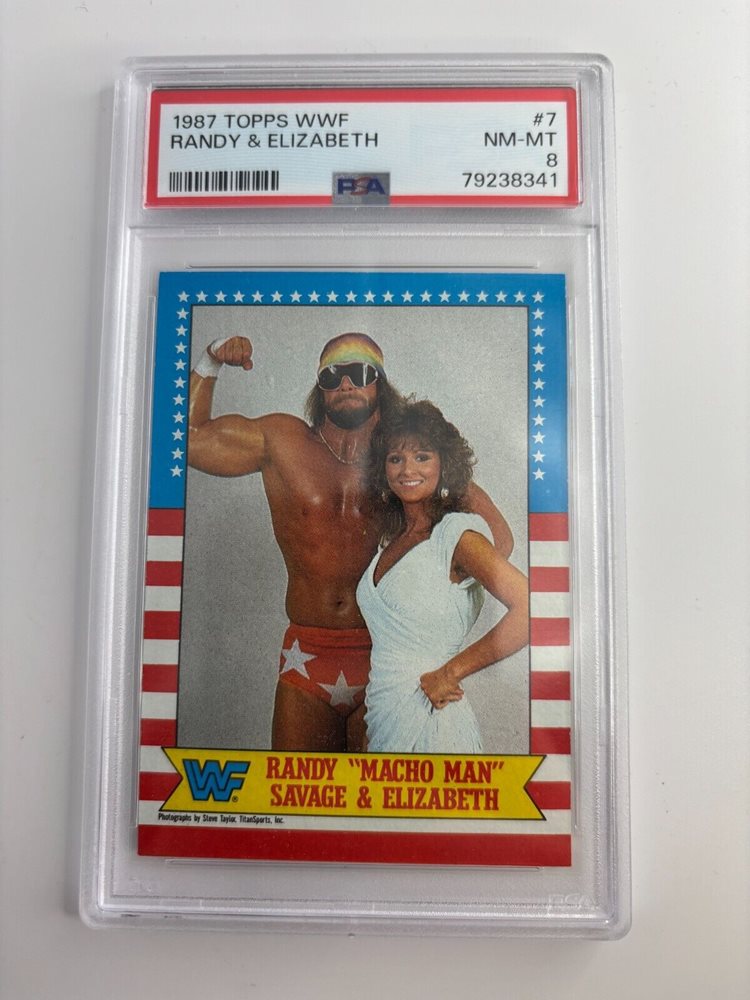 1987 TOPPS WWF #7
RANDY & ELIZABETH NM-MT
8
PSA 79238341
WF®
RANDY "MACHO MAN"
SAVAGE & ELIZABETH
Photographs by Steve Taylor, TitanSports, Inc.
PSA